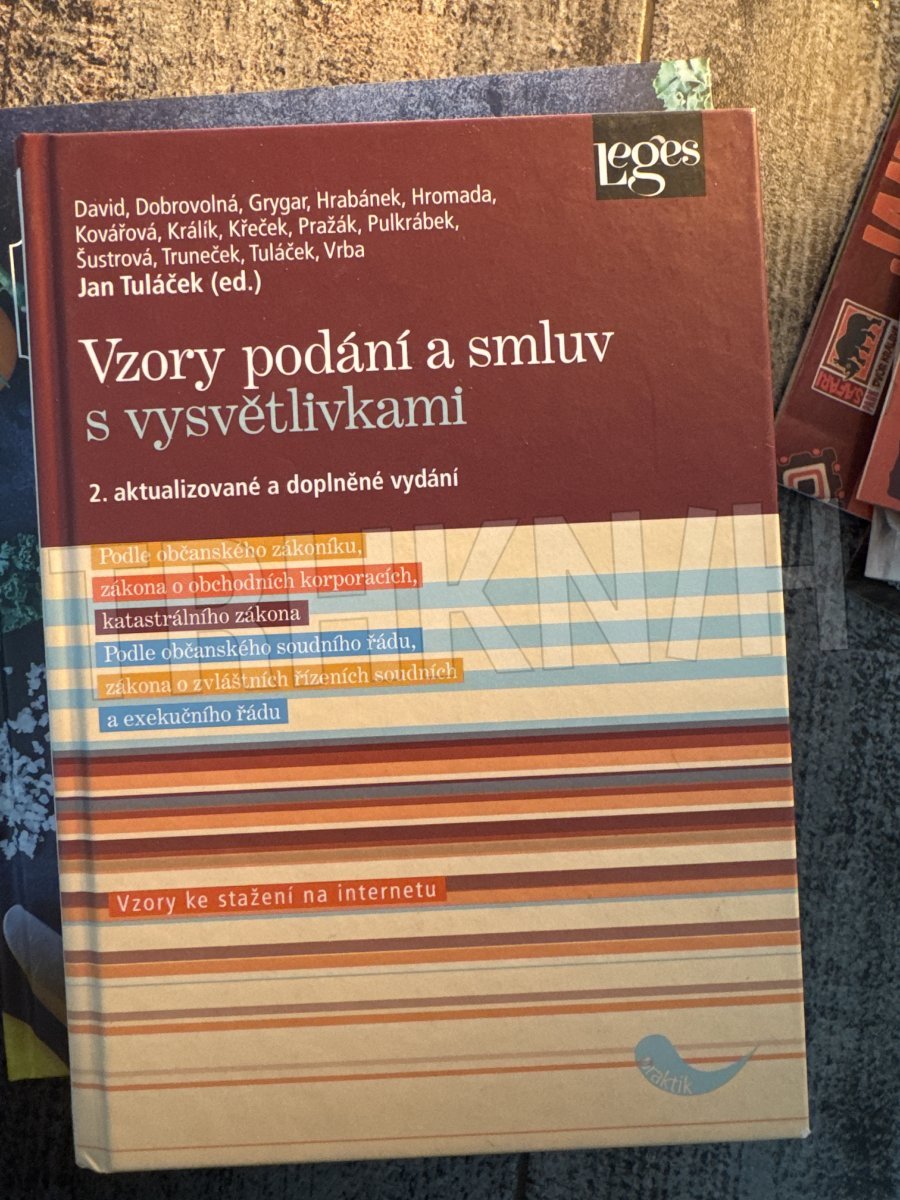 Leges
David, Dobrovolná, Grygar, Hrabánek, Hromada,
Kovářová, Králík, Křeček, Pražák, Pulkrábek,
Šustrová, Truneček, Tuláček, Vrba
Jan Tuláček (ed.)
Vzory podání a smluv
s vysvětlivkami
2. aktualizované a doplněné vydání
Podle občanského zákoníku,
zákona o obchodních korporacích,
katastrálního zákona
Podle občanského soudního řádu,
zákona o zvláštních řízeních soudních
a exekučního řádu
TRHKNIH
Vzory ke stažení na internetu
praktik
SAFARI